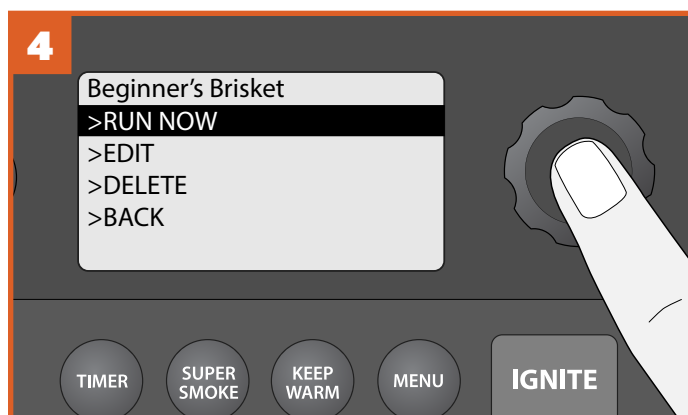 4
Beginner’s Brisket
>RUN NOW
>EDIT
>DELETE
>BACK
TIMER
SUPER
SMOKE
KEEP
WARM
MENU
IGNITE